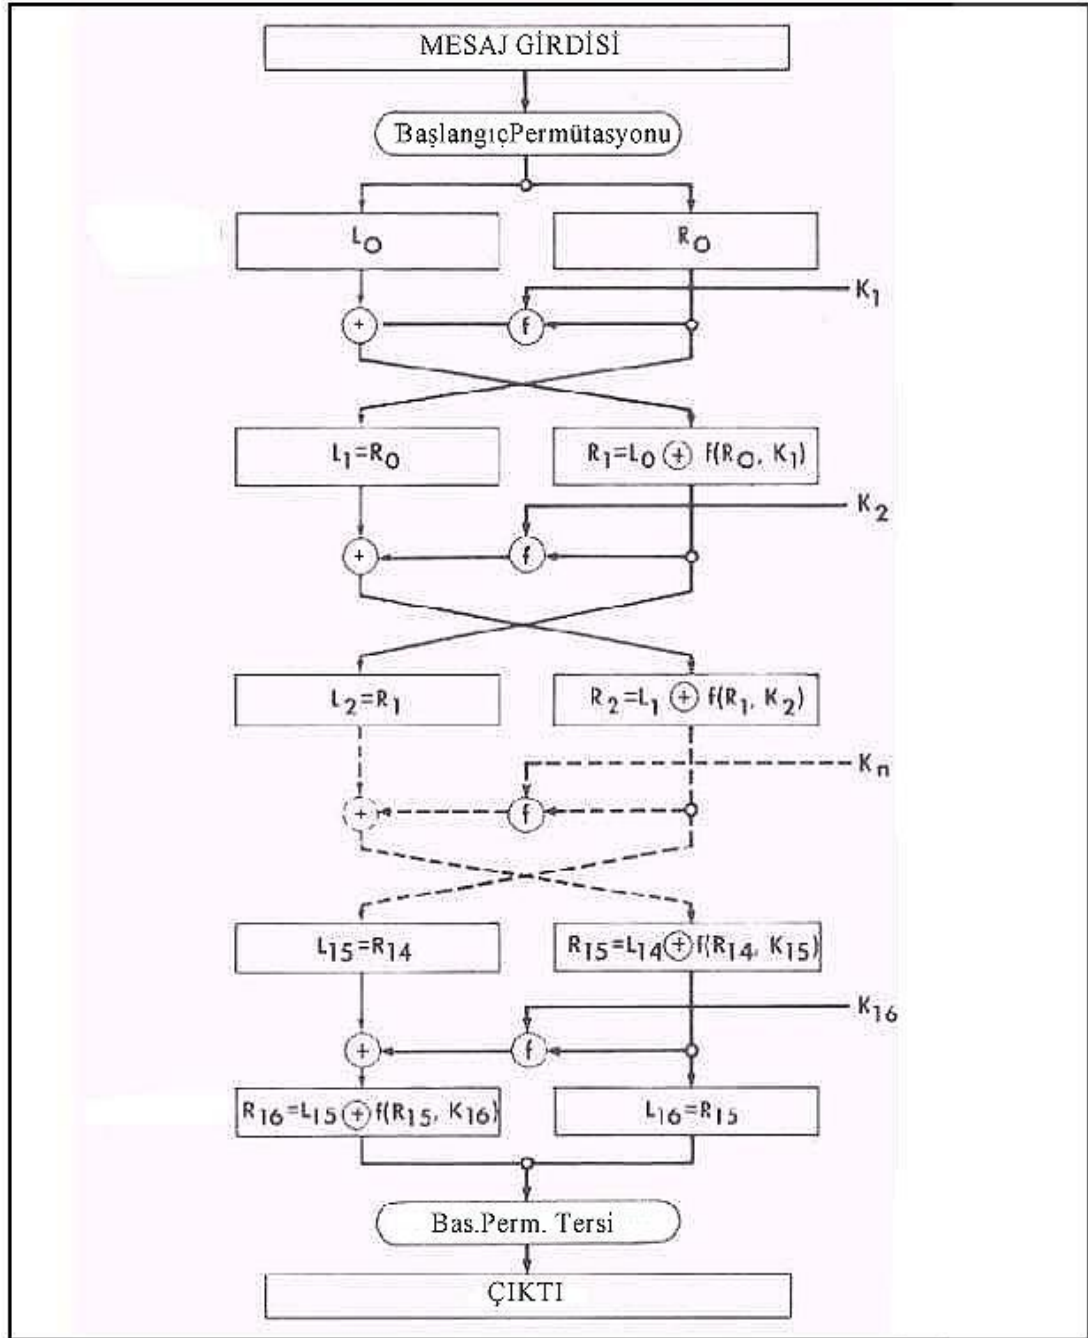 MESAJ GİRDİSİ
BaşlangıçPermütasyonu
L0
R0
K1
+
f
L1=R0
R1=L0 + f(R0, K1)
K2
+
f
L2=R1
R2=L1 + f(R1, K2)
Kn
+
f
L15=R14
R15=L14 + f(R14, K15)
K16
+
f
R16=L15 + f(R15, K16)
L16=R15
Bas.Perm. Tersi
ÇIKTI